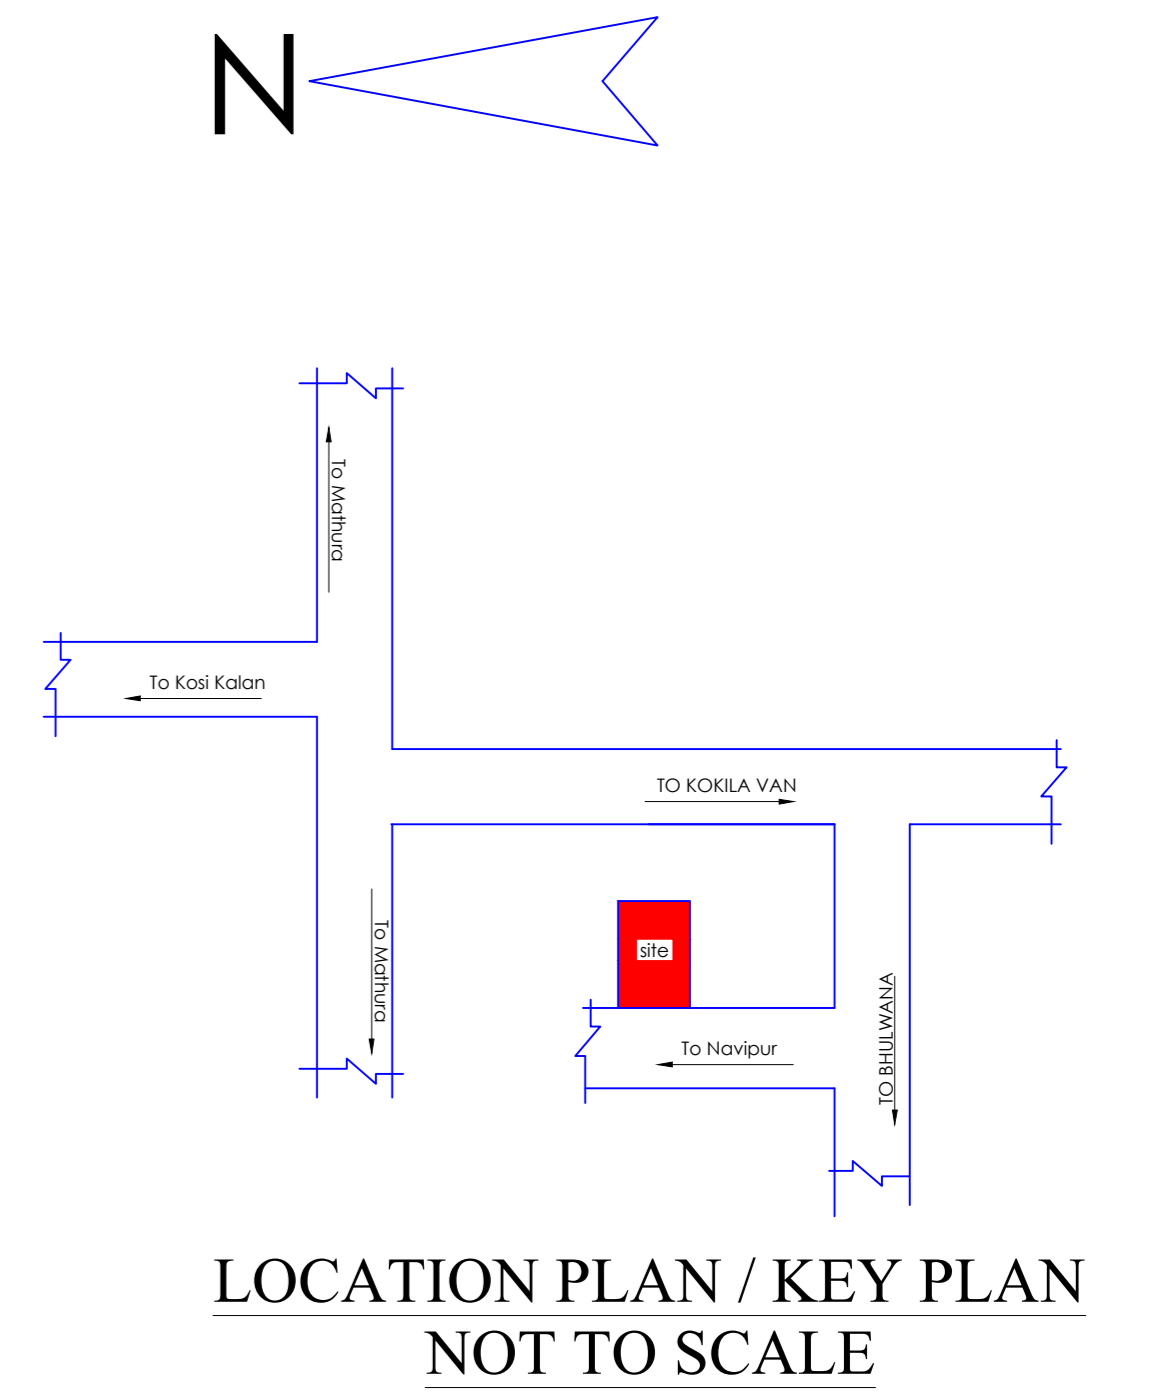 N
To Mathura
To Kosi Kalan
TO KOKILA VAN
To Mathura
site
To Navipur
TO BHULWANA
LOCATION PLAN / KEY PLAN
NOT TO SCALE